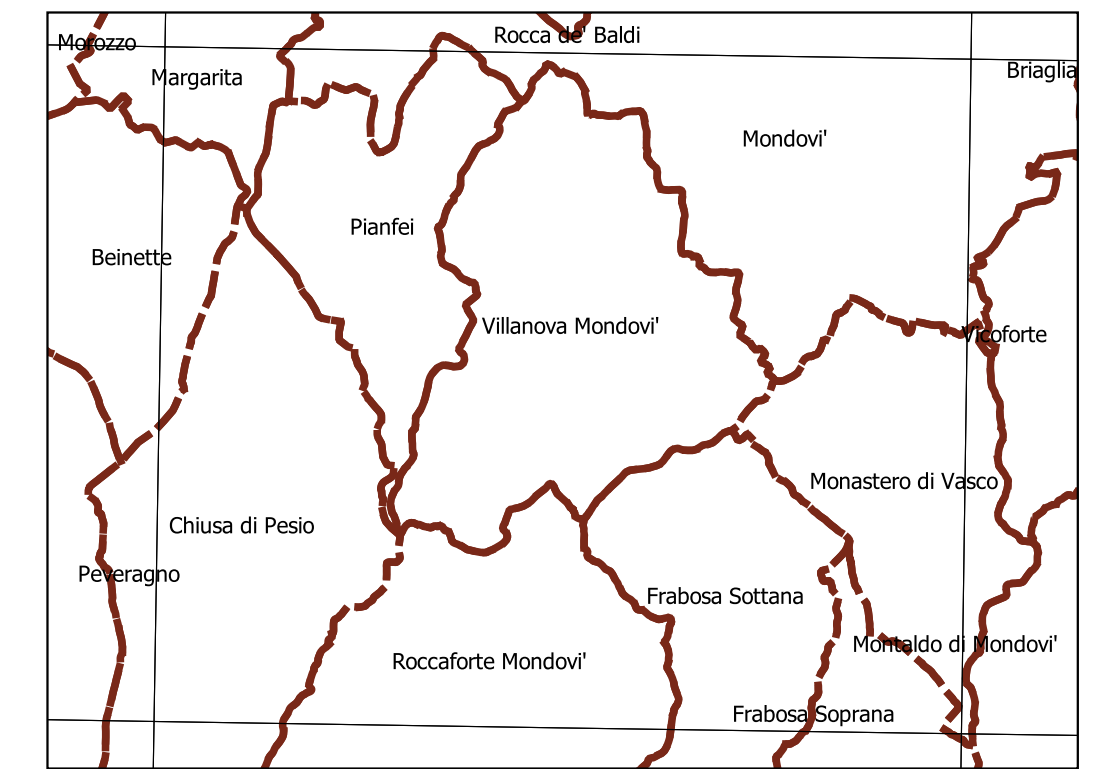 Rocca de' Baldi
Morozzo
Briaglia
Margarita
Mondovi'
Pianfei
Beinette
Villanova Mondovi'
Vicoforte
Monastero di Vasco
Chiusa di Pesio
Peveragno
Frabosa Sottana
Montaldo di Mondovi'
Roccaforte Mondovi'
Frabosa Soprana